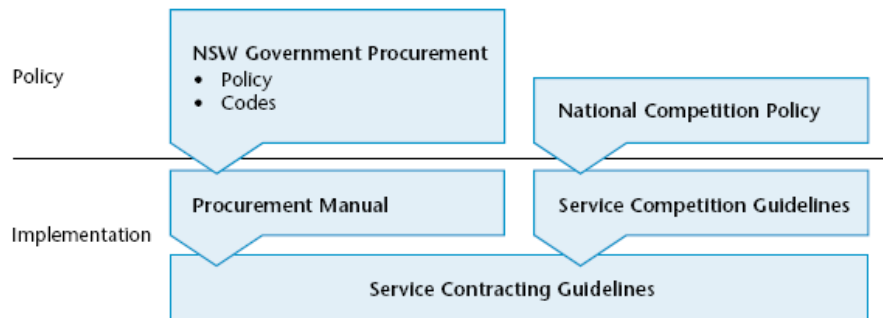 Policy
NSW Government Procurement
• Policy
• Codes
National Competition Policy
Implementation
Procurement Manual
Service Competition Guidelines
Service Contracting Guidelines